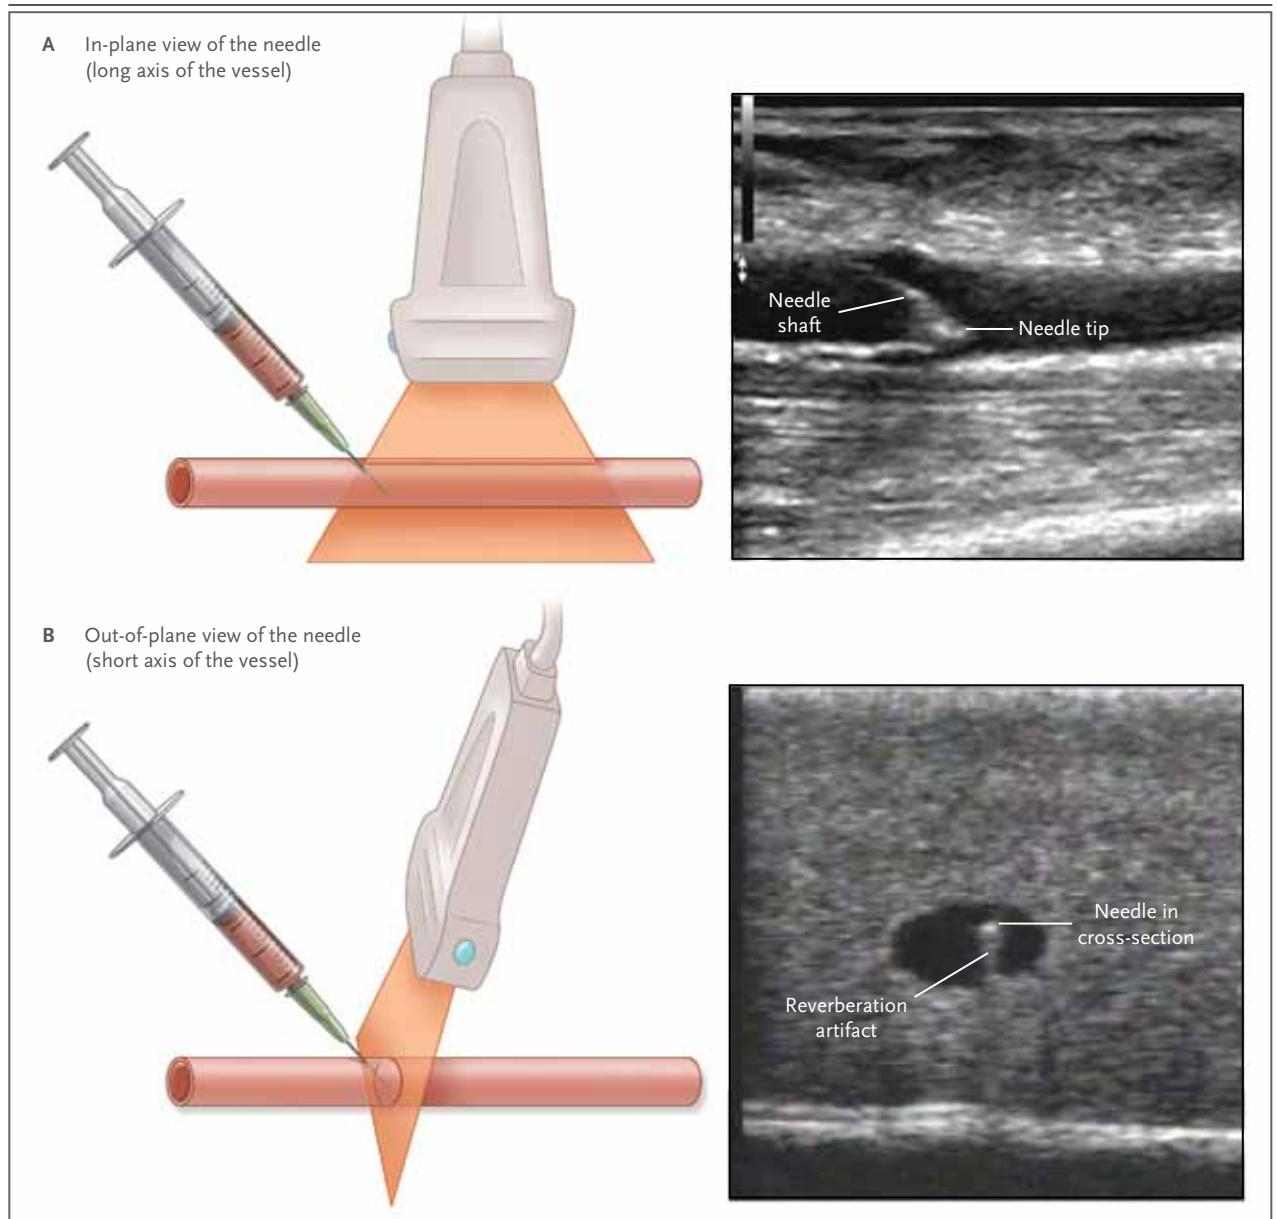 A In-plane view of the needle
(long axis of the vessel)
Needle
shaft
Needle tip
B Out-of-plane view of the needle
(short axis of the vessel)
Needle in
cross-section
Reverberation
artifact